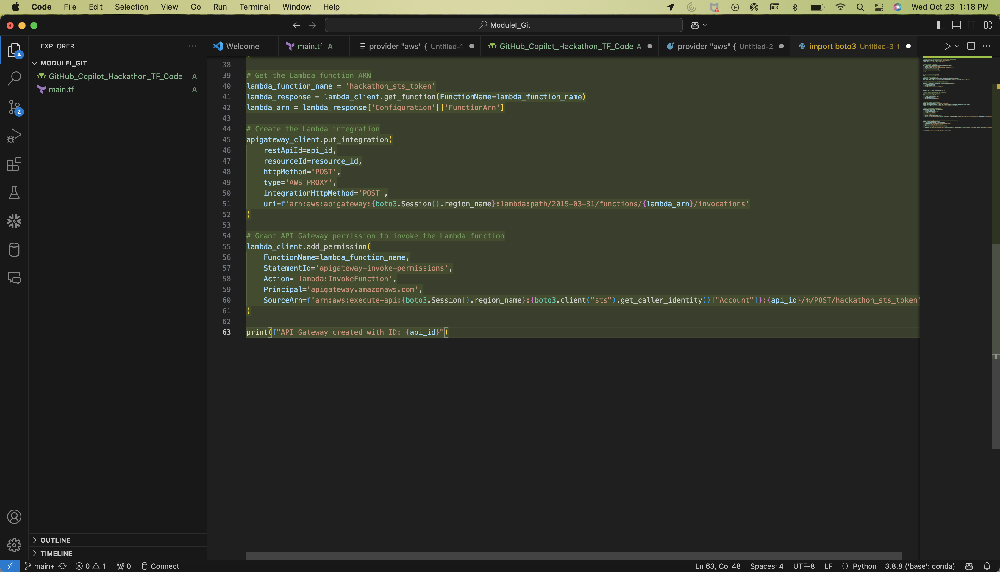 Code File Edit Selection View Go Run Terminal Window Help Wed Oct 23 1:18 PM
ModuleI_Git
EXPLORER
Welcome main.tf A provider "aws" { Untitled-1 GitHub_Copilot_Hackathon_TF_Code A provider "aws" { Untitled-2 import boto3 Untitled-3 1
4
MODULEI_GIT
GitHub_Copilot_Hackathon_TF_Code A
main.tf A
2
38
39 # Get the Lambda function ARN
40 lambda_function_name = 'hackathon_sts_token'
41 lambda_response = lambda_client.get_function(FunctionName=lambda_function_name)
42 lambda_arn = lambda_response['Configuration']['FunctionArn']
43
44 # Create the Lambda integration
45 apigateway_client.put_integration(
46 restApiId=api_id,
47 resourceId=resource_id,
48 httpMethod='POST',
49 type='AWS_PROXY',
50 integrationHttpMethod='POST',
51 uri=f'arn:aws:apigateway:{boto3.Session().region_name}:lambda:path/2015-03-31/functions/{lambda_arn}/invocations'
52 )
53
54 # Grant API Gateway permission to invoke the Lambda function
55 lambda_client.add_permission(
56 FunctionName=lambda_function_name,
57 StatementId='apigateway-invoke-permissions',
58 Action='lambda:InvokeFunction',
59 Principal='apigateway.amazonaws.com',
60 SourceArn=f'arn:aws:execute-api:{boto3.Session().region_name}:{boto3.client("sts").get_caller_identity()["Account"]}:{api_id}/*/POST/hackathon_sts_token'
61 )
62
63 print(f"API Gateway created with ID: {api_id}")
OUTLINE
TIMELINE
main+ 0 1 0 Connect Ln 63, Col 48 Spaces: 4 UTF-8 LF {} Python 3.8.8 ('base': conda)